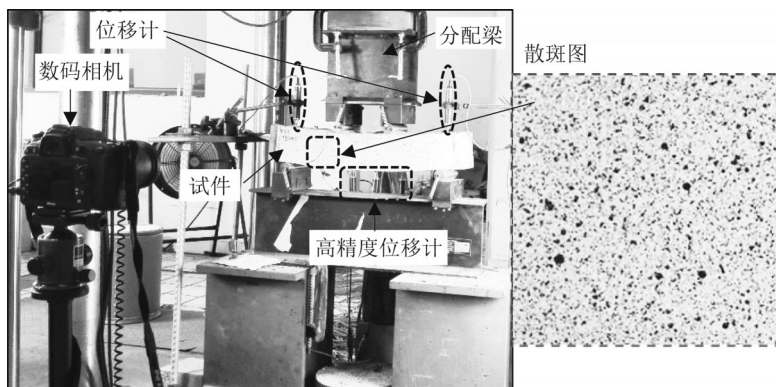 位移计
分配梁
散斑图
数码相机
试件
高精度位移计